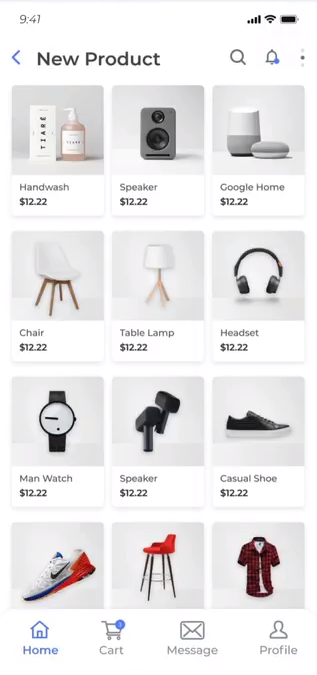 9:41
New Product
TIARÉ TIARÉ
Handwash Speaker Google Home
$12.22 $12.22 $12.22
Chair Table Lamp Headset
$12.22 $12.22 $12.22
Man Watch Speaker Casual Shoe
$12.22 $12.22 $12.22
Home Cart Message Profile